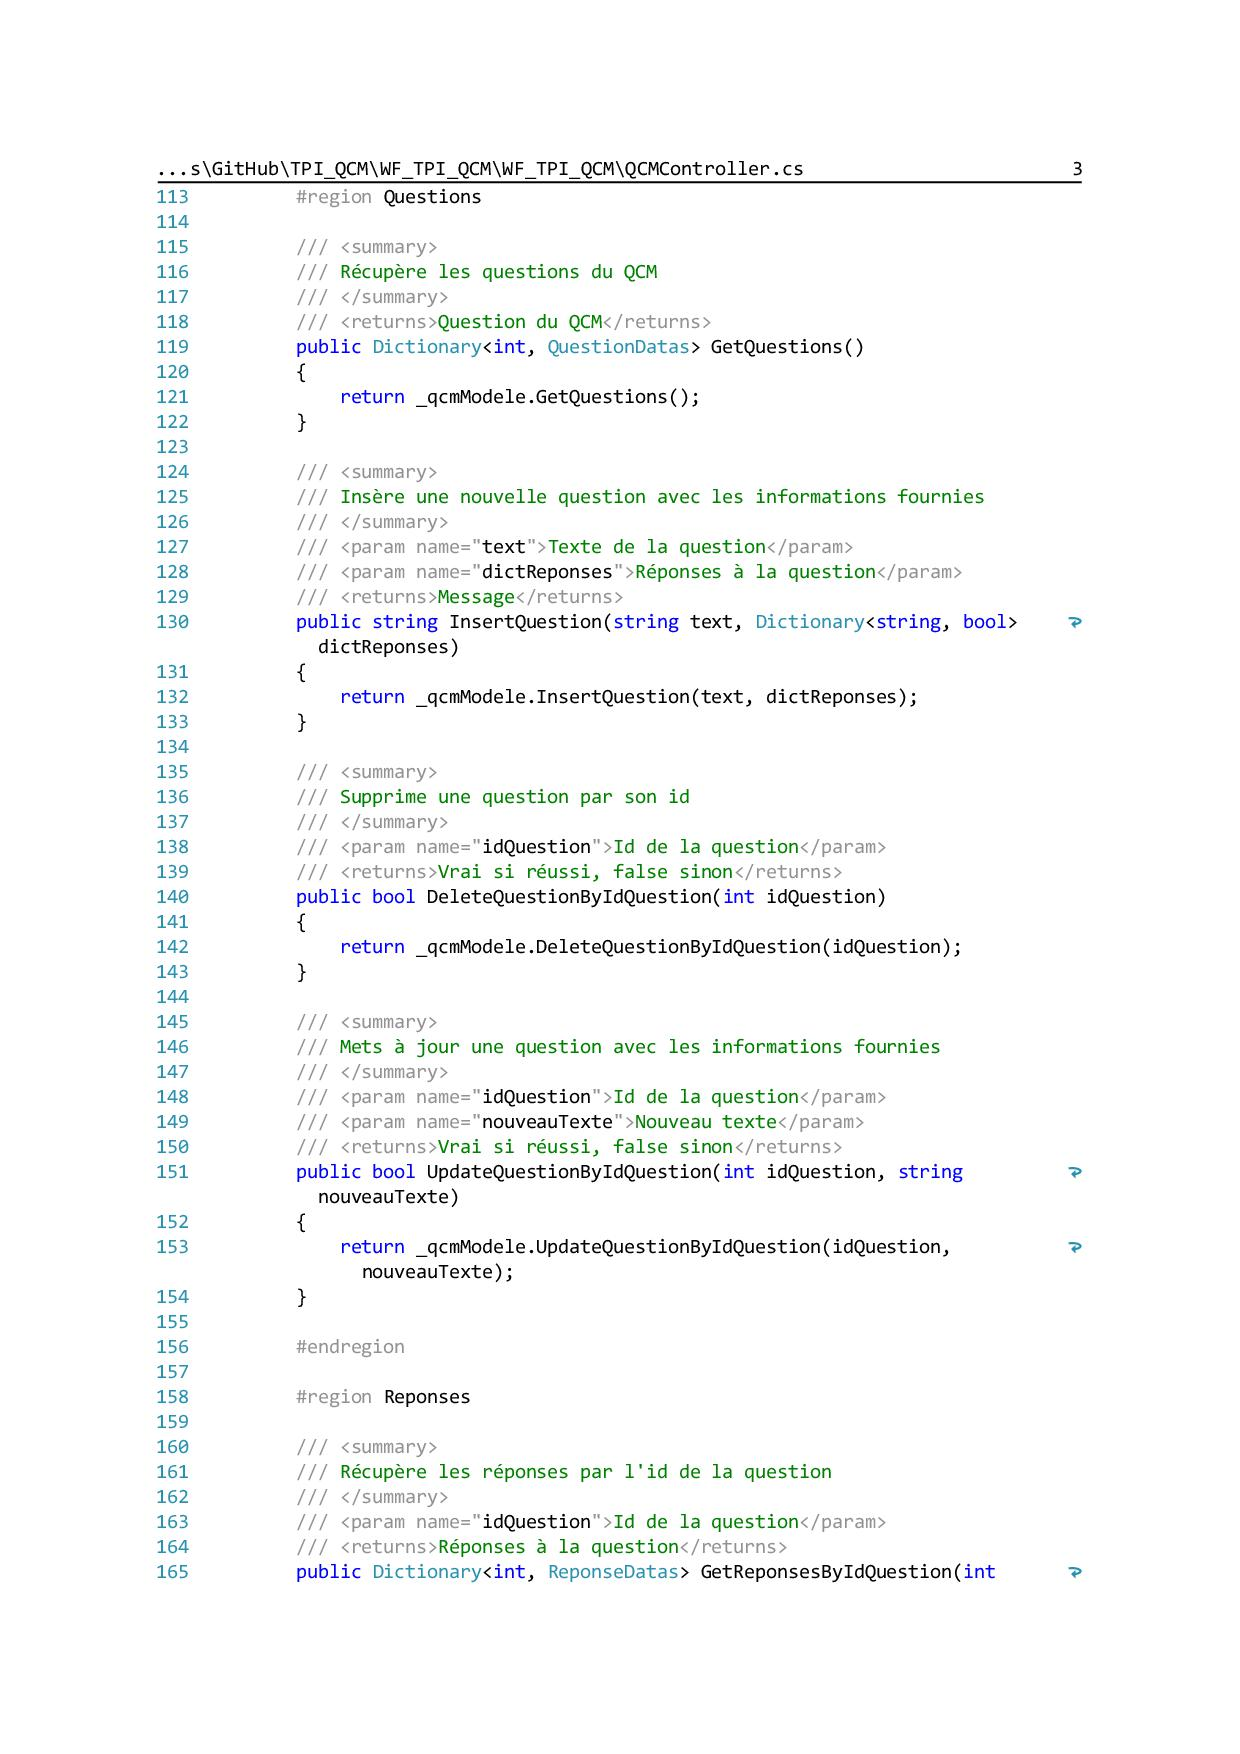 ...s\GitHub\TPI_QCM\WF_TPI_QCM\WF_TPI_QCM\QCMController.cs 3
113 #region Questions
114
115 /// <summary>
116 /// Récupère les questions du QCM
117 /// </summary>
118 /// <returns>Question du QCM</returns>
119 public Dictionary<int, QuestionDatas> GetQuestions()
120 {
121 return _qcmModele.GetQuestions();
122 }
123
124 /// <summary>
125 /// Insère une nouvelle question avec les informations fournies
126 /// </summary>
127 /// <param name="text">Texte de la question</param>
128 /// <param name="dictReponses">Réponses à la question</param>
129 /// <returns>Message</returns>
130 public string InsertQuestion(string text, Dictionary<string, bool>
dictReponses)
131 {
132 return _qcmModele.InsertQuestion(text, dictReponses);
133 }
134
135 /// <summary>
136 /// Supprime une question par son id
137 /// </summary>
138 /// <param name="idQuestion">Id de la question</param>
139 /// <returns>Vrai si réussi, false sinon</returns>
140 public bool DeleteQuestionByIdQuestion(int idQuestion)
141 {
142 return _qcmModele.DeleteQuestionByIdQuestion(idQuestion);
143 }
144
145 /// <summary>
146 /// Mets à jour une question avec les informations fournies
147 /// </summary>
148 /// <param name="idQuestion">Id de la question</param>
149 /// <param name="nouveauTexte">Nouveau texte</param>
150 /// <returns>Vrai si réussi, false sinon</returns>
151 public bool UpdateQuestionByIdQuestion(int idQuestion, string
nouveauTexte)
152 {
153 return _qcmModele.UpdateQuestionByIdQuestion(idQuestion,
nouveauTexte);
154 }
155
156 #endregion
157
158 #region Reponses
159
160 /// <summary>
161 /// Récupère les réponses par l'id de la question
162 /// </summary>
163 /// <param name="idQuestion">Id de la question</param>
164 /// <returns>Réponses à la question</returns>
165 public Dictionary<int, ReponseDatas> GetReponsesByIdQuestion(int